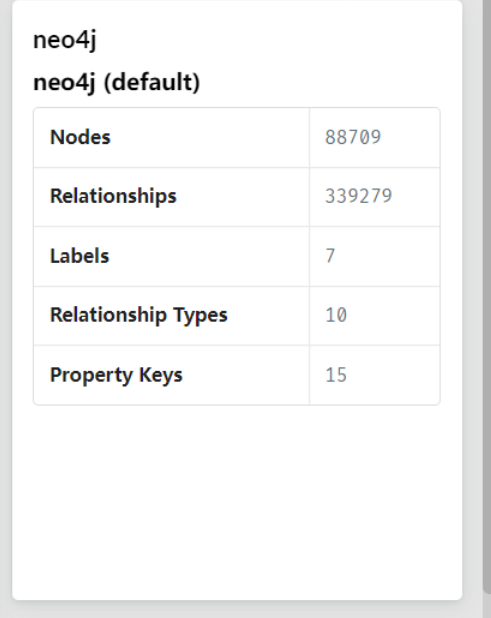 neo4j
neo4j (default)
Nodes 88709
Relationships 339279
Labels 7
Relationship Types 10
Property Keys 15